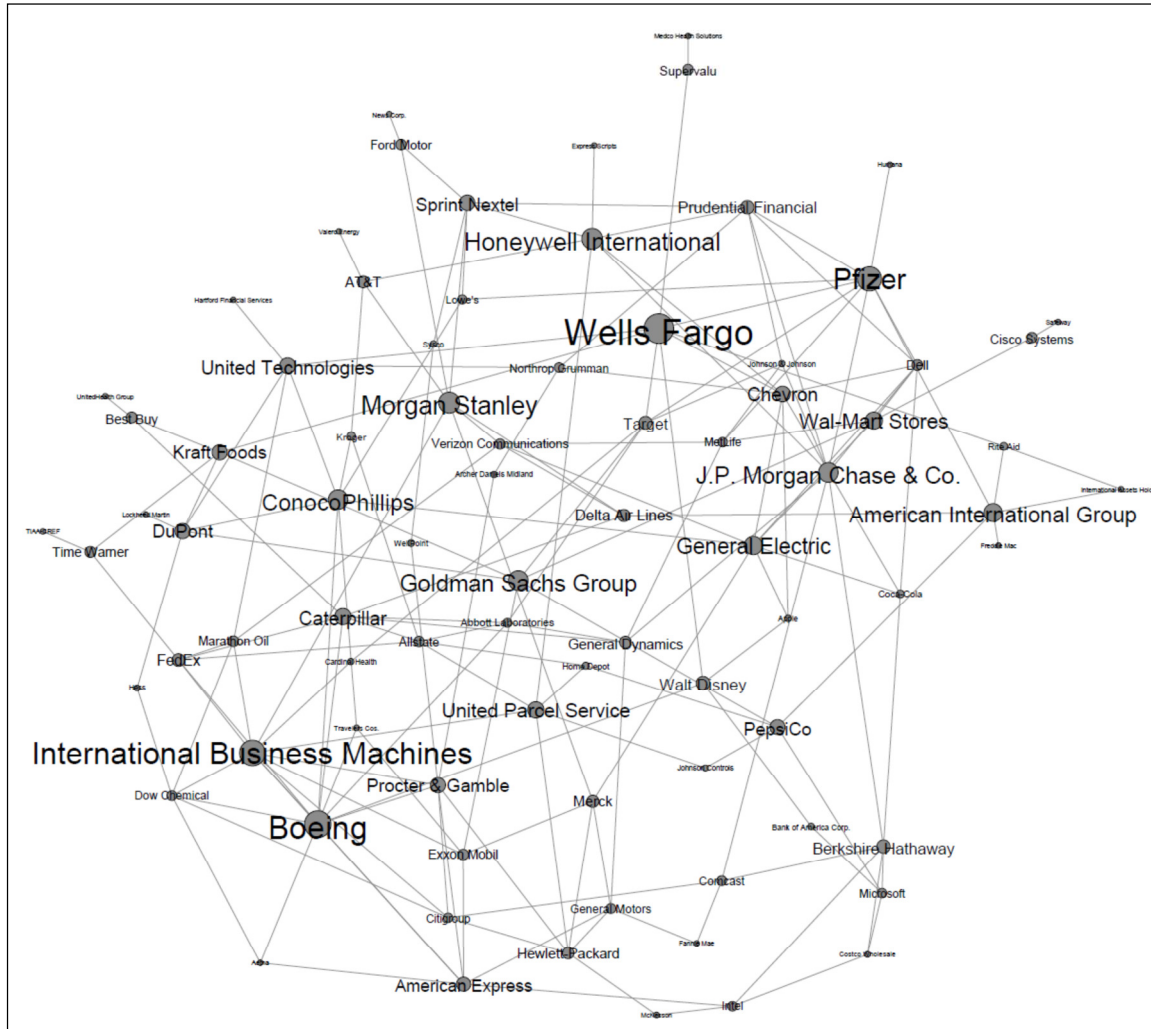 Medco Health Solutions
Supervalu
News Corp.
Ford Motor
Express Scripts
Humana
Sprint Nextel
Prudential Financial
Valero Energy
Honeywell International
AT&T
Pfizer
Hartford Financial Services
Lowe's
Safeway
Wells Fargo
Cisco Systems
Sysco
United Technologies
Northrop Grumman
Johnson & Johnson
Dell
UnitedHealth Group
Chevron
Morgan Stanley
Best Buy
Target
Wal-Mart Stores
Kroger
Verizon Communications
MetLife
Rite Aid
Kraft Foods
Archer Daniels Midland
J.P. Morgan Chase & Co.
International Assets Hold
ConocoPhillips
Lockheed Martin
Delta Air Lines
American International Group
TIAA-CREF
DuPont
WellPoint
General Electric
Freddie Mac
Time Warner
Goldman Sachs Group
Coca-Cola
Caterpillar
Abbott Laboratories
Apple
Marathon Oil
Allstate
General Dynamics
FedEx
Cardinal Health
Home Depot
Walt Disney
Hess
United Parcel Service
Travelers Cos.
PepsiCo
International Business Machines
Johnson Controls
Procter & Gamble
Dow Chemical
Merck
Boeing
Bank of America Corp.
Exxon Mobil
Berkshire Hathaway
Comcast
Microsoft
Citigroup
General Motors
Fannie Mae
Hewlett-Packard
Costco Wholesale
Aetna
American Express
Intel
McKesson